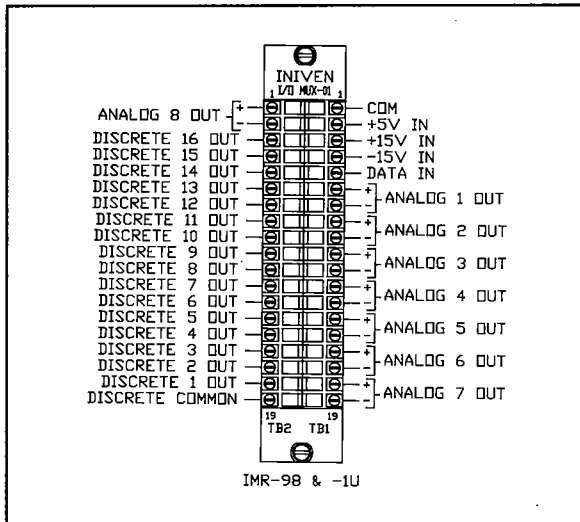 INIVEN
1 I/O MUX-01 1
ANALOG 8 OUT + -
DISCRETE 16 OUT
DISCRETE 15 OUT
DISCRETE 14 OUT
DISCRETE 13 OUT
DISCRETE 12 OUT
DISCRETE 11 OUT
DISCRETE 10 OUT
DISCRETE 9 OUT
DISCRETE 8 OUT
DISCRETE 7 OUT
DISCRETE 6 OUT
DISCRETE 5 OUT
DISCRETE 4 OUT
DISCRETE 3 OUT
DISCRETE 2 OUT
DISCRETE 1 OUT
DISCRETE COMMON
COM
+5V IN
+15V IN
-15V IN
DATA IN
+ - ANALOG 1 OUT
+ - ANALOG 2 OUT
+ - ANALOG 3 OUT
+ - ANALOG 4 OUT
+ - ANALOG 5 OUT
+ - ANALOG 6 OUT
+ - ANALOG 7 OUT
19 19
TB2 TB1
IMR-98 & -1U